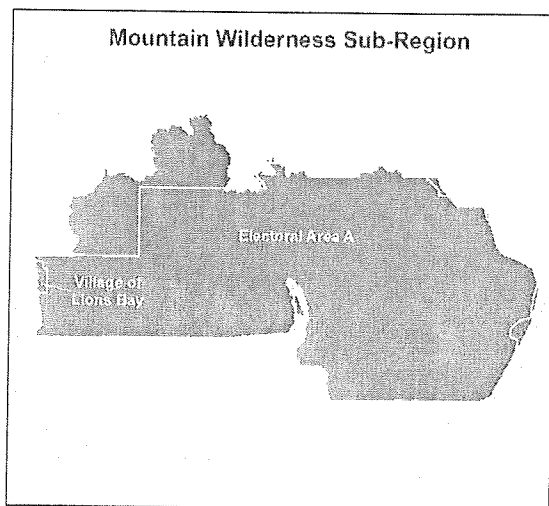 Mountain Wilderness Sub-Region
Electoral Area A
Village of
Lions Bay